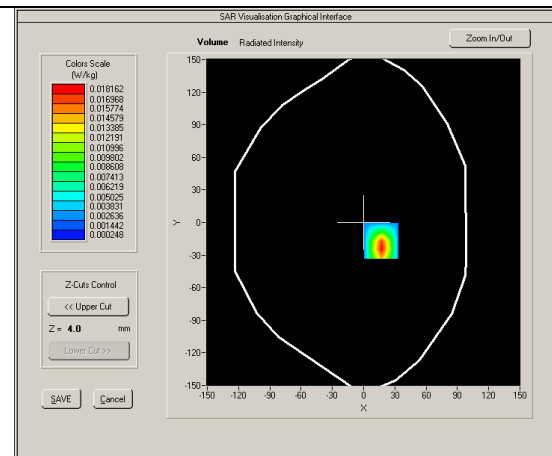 SAR Visualisation Graphical Interface
Volume Radiated Intensity
Zoom In/Out
Colors Scale
(W/kg)
0.018162
0.016968
0.015774
0.014579
0.013385
0.012191
0.010996
0.009802
0.008608
0.007413
0.006219
0.005025
0.003831
0.002636
0.001442
0.000248
Z-Cuts Control
<< Upper Cut
Z = 4.0 mm
Lower Cut >>
SAVE Cancel
150
120
90
60
30
0
-30
-60
-90
-120
-150
Y
-150 -120 -90 -60 -30 0 30 60 90 120 150
X